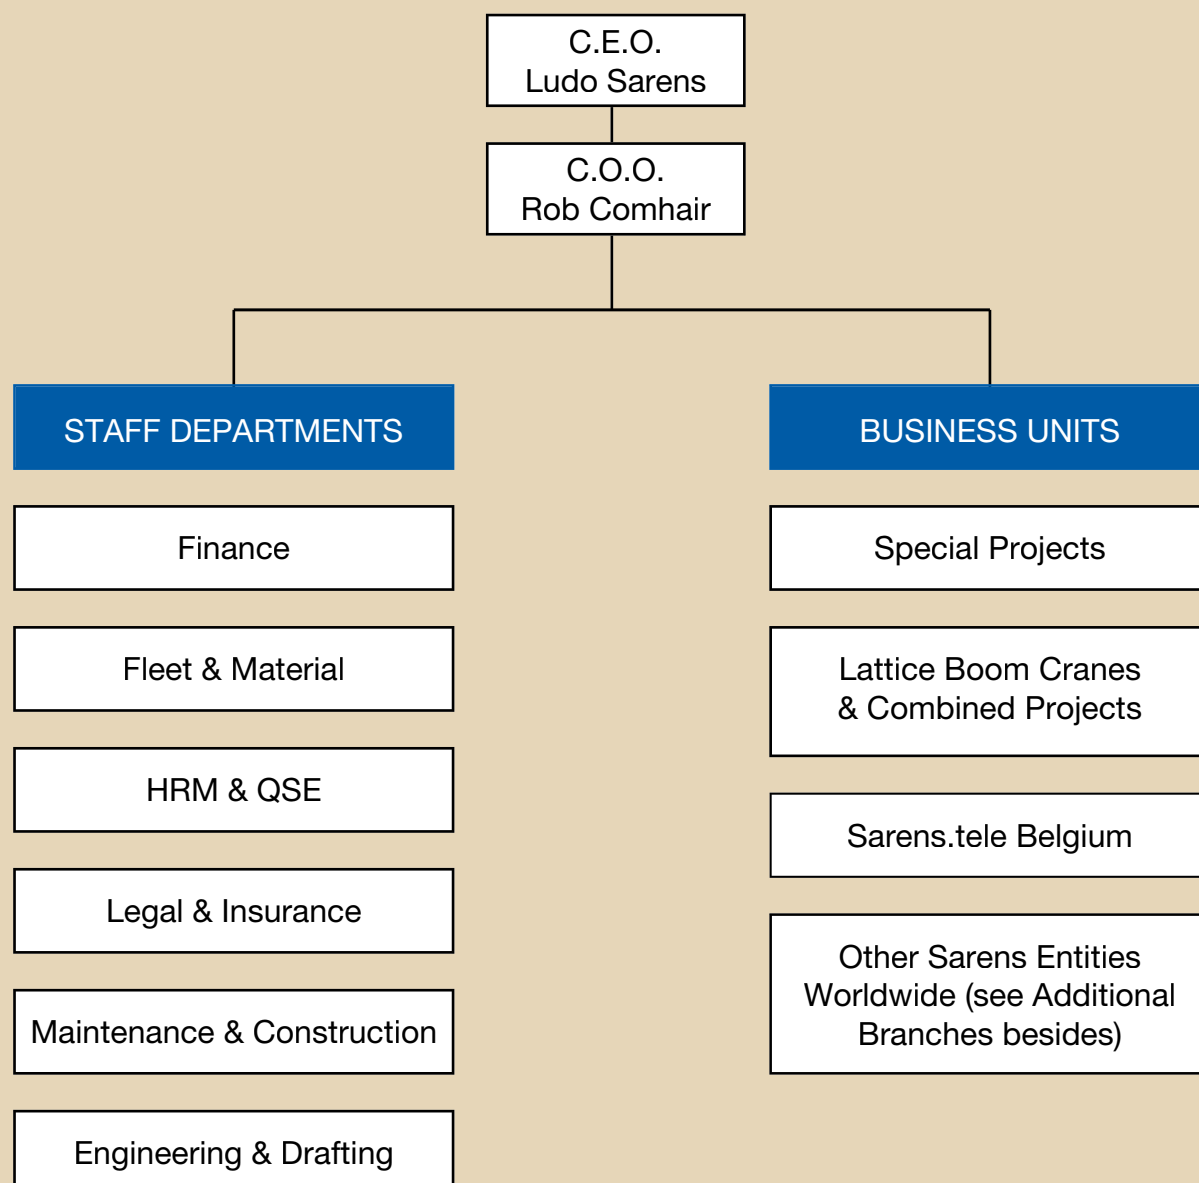 C.E.O.
Ludo Sarens
C.O.O.
Rob Comhair
STAFF DEPARTMENTS
Finance
Fleet & Material
HRM & QSE
Legal & Insurance
Maintenance & Construction
Engineering & Drafting
BUSINESS UNITS
Special Projects
Lattice Boom Cranes
& Combined Projects
Sarens.tele Belgium
Other Sarens Entities
Worldwide (see Additional
Branches besides)